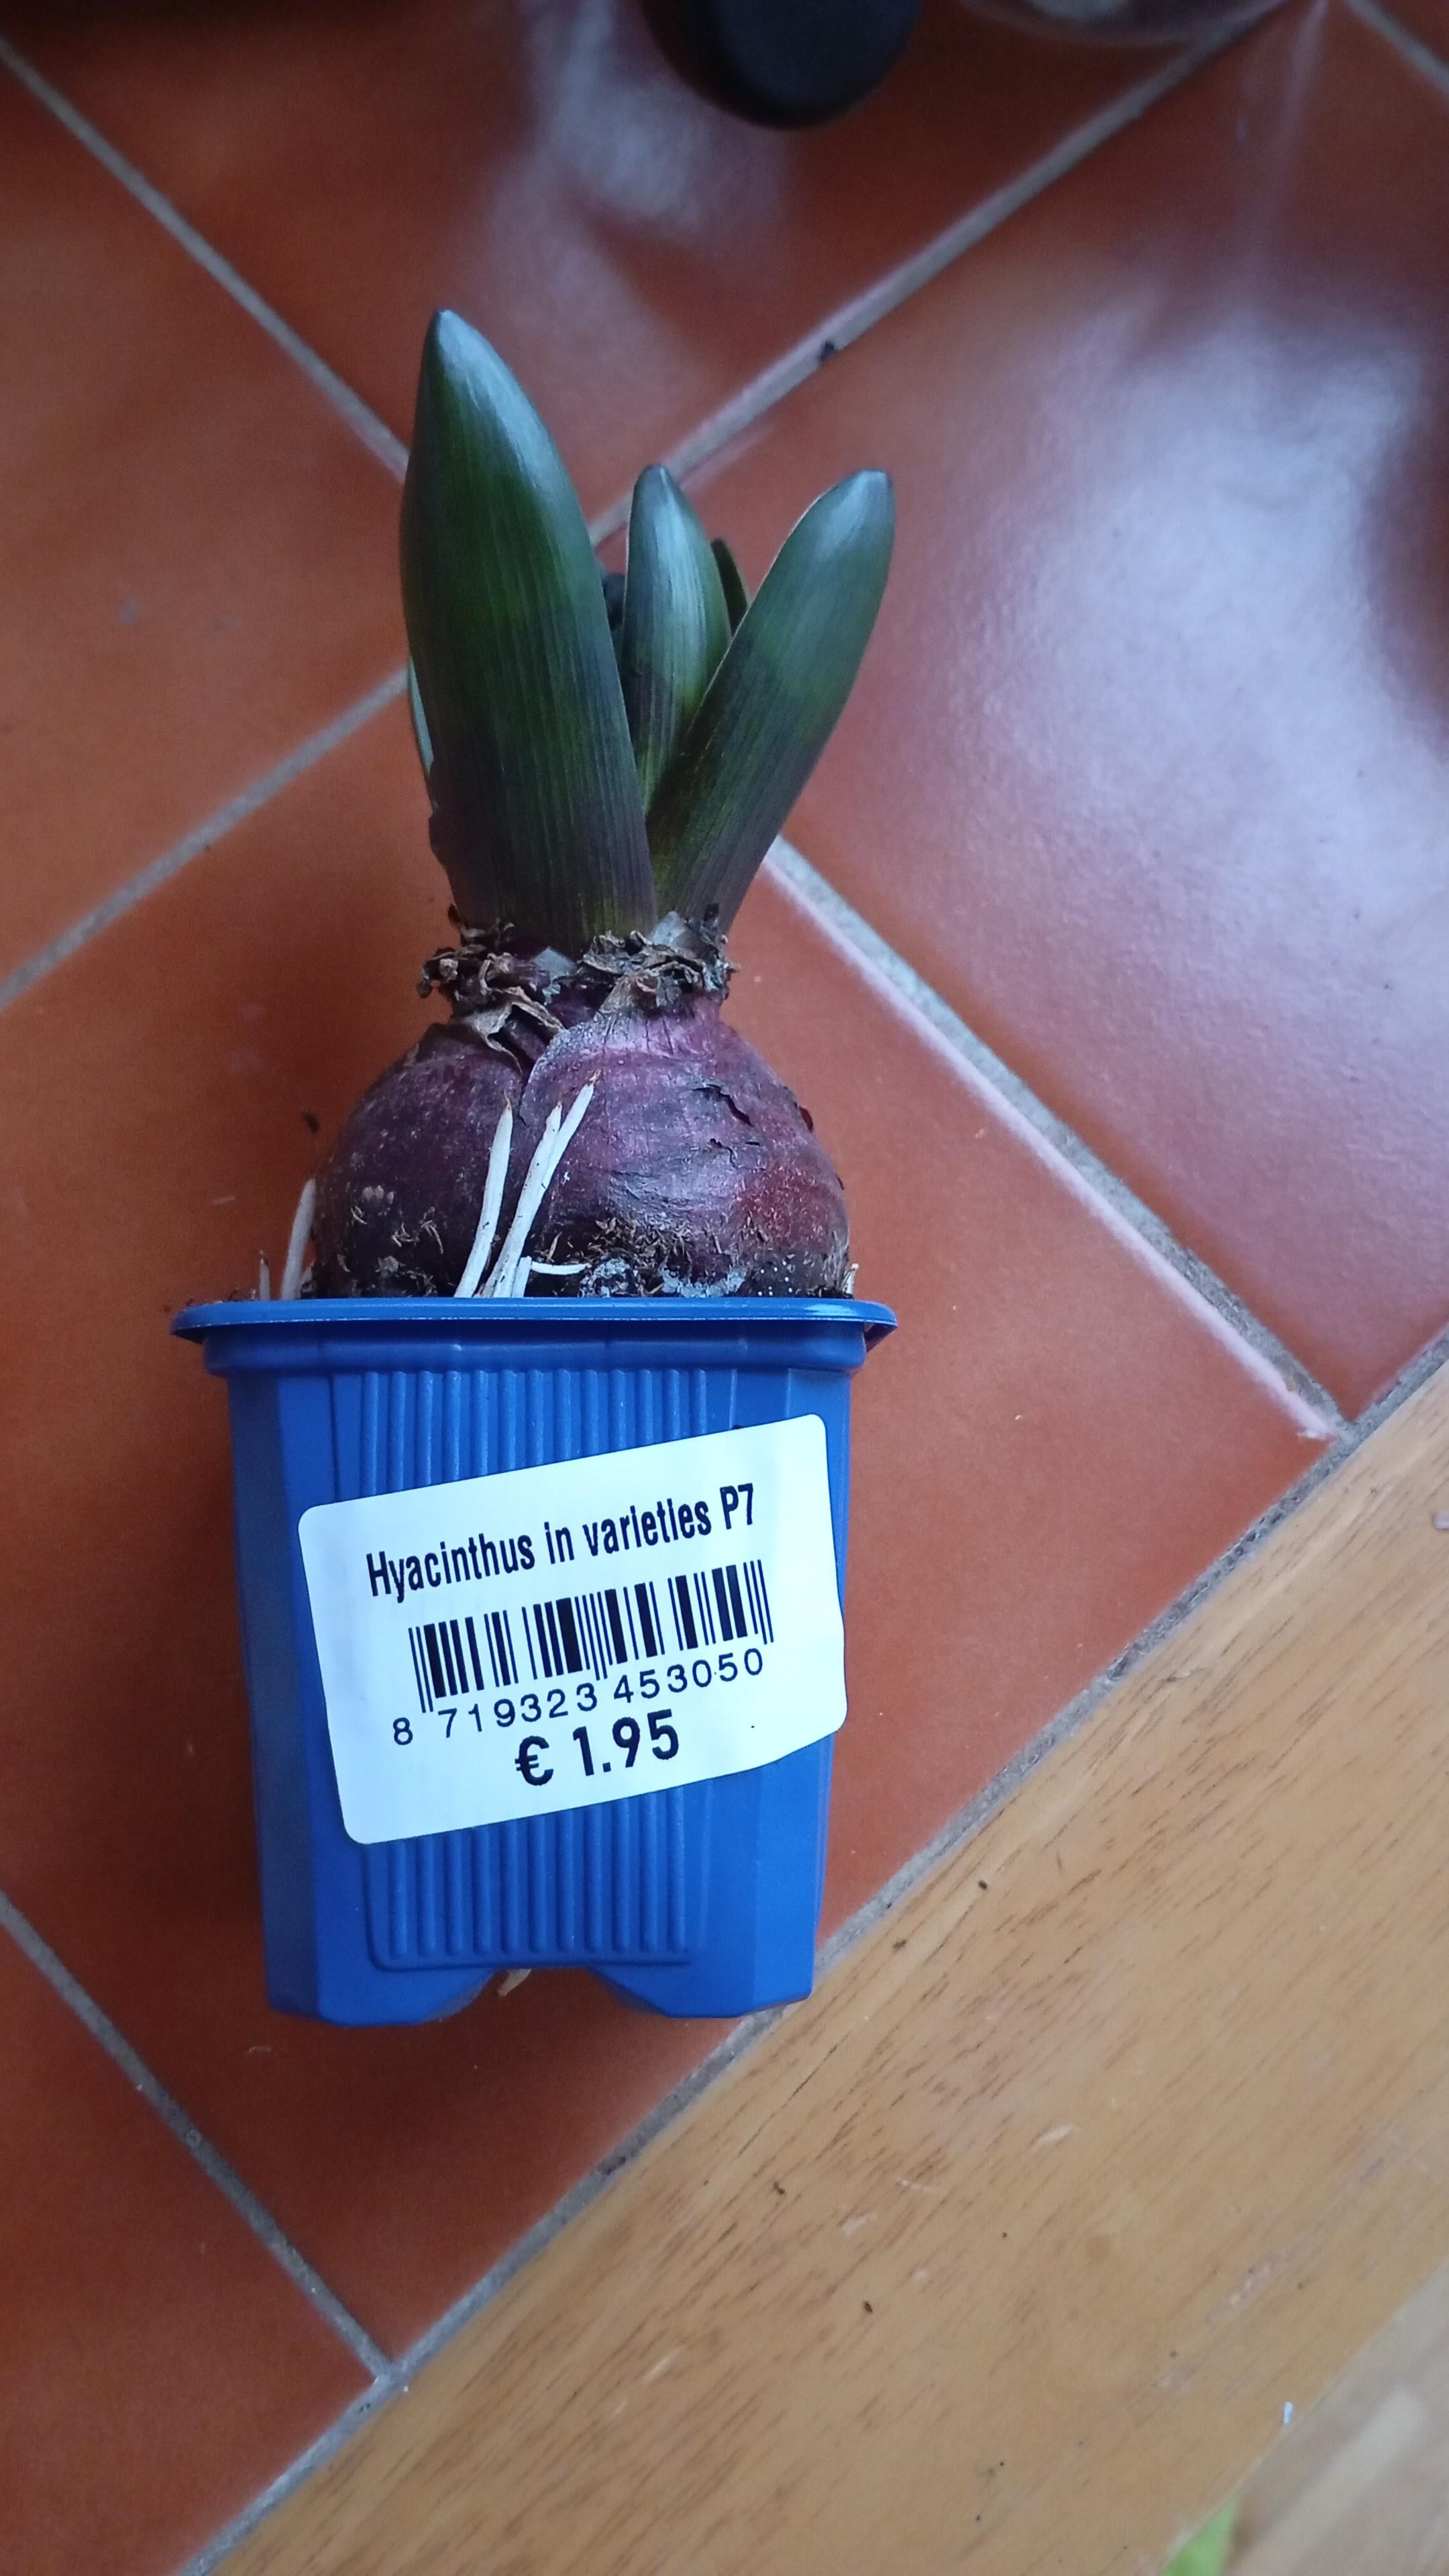 Hyacinthus in varieties P7
8 719323 453050
€ 1.95